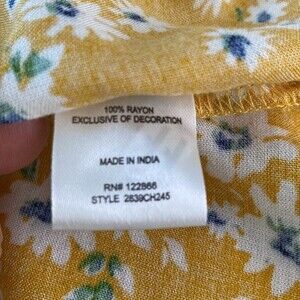 100% RAYON
EXCLUSIVE OF DECORATION
MADE IN INDIA
RN# 122866
STYLE 2639CH245